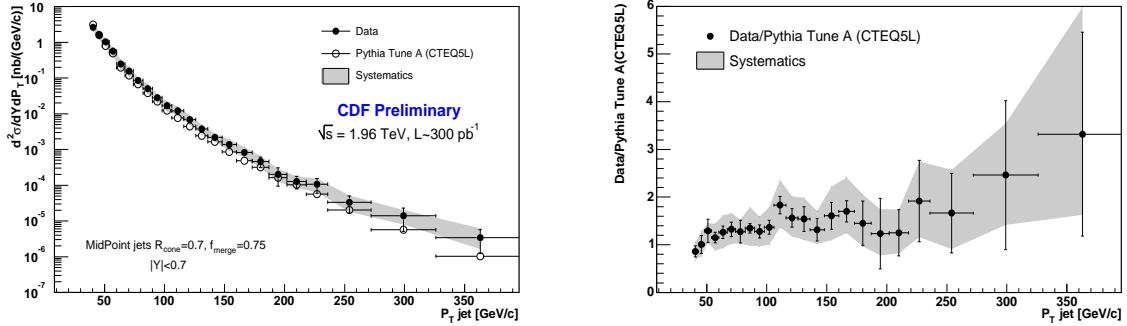 d²σ/dYdP_T [nb/(GeV/c)]
10
1
10⁻¹
10⁻²
10⁻³
10⁻⁴
10⁻⁵
10⁻⁶
10⁻⁷
Data
Pythia Tune A (CTEQ5L)
Systematics
CDF Preliminary
√s = 1.96 TeV, L~300 pb⁻¹
MidPoint jets R_cone=0.7, f_merge=0.75
|Y|<0.7
50 100 150 200 250 300 350
P_T jet [GeV/c]
Data/Pythia Tune A(CTEQ5L)
6
5
4
3
2
1
0
Data/Pythia Tune A (CTEQ5L)
Systematics
50 100 150 200 250 300 350
P_T jet [GeV/c]